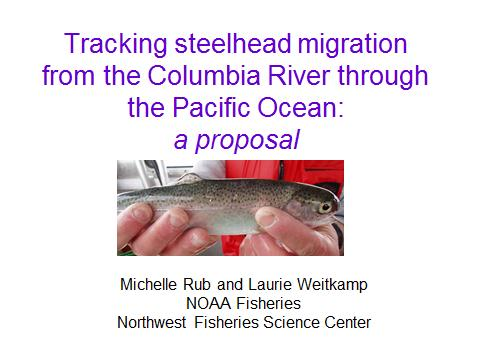 Tracking steelhead migration
from the Columbia River through
the Pacific Ocean:
a proposal
Michelle Rub and Laurie Weitkamp
NOAA Fisheries
Northwest Fisheries Science Center